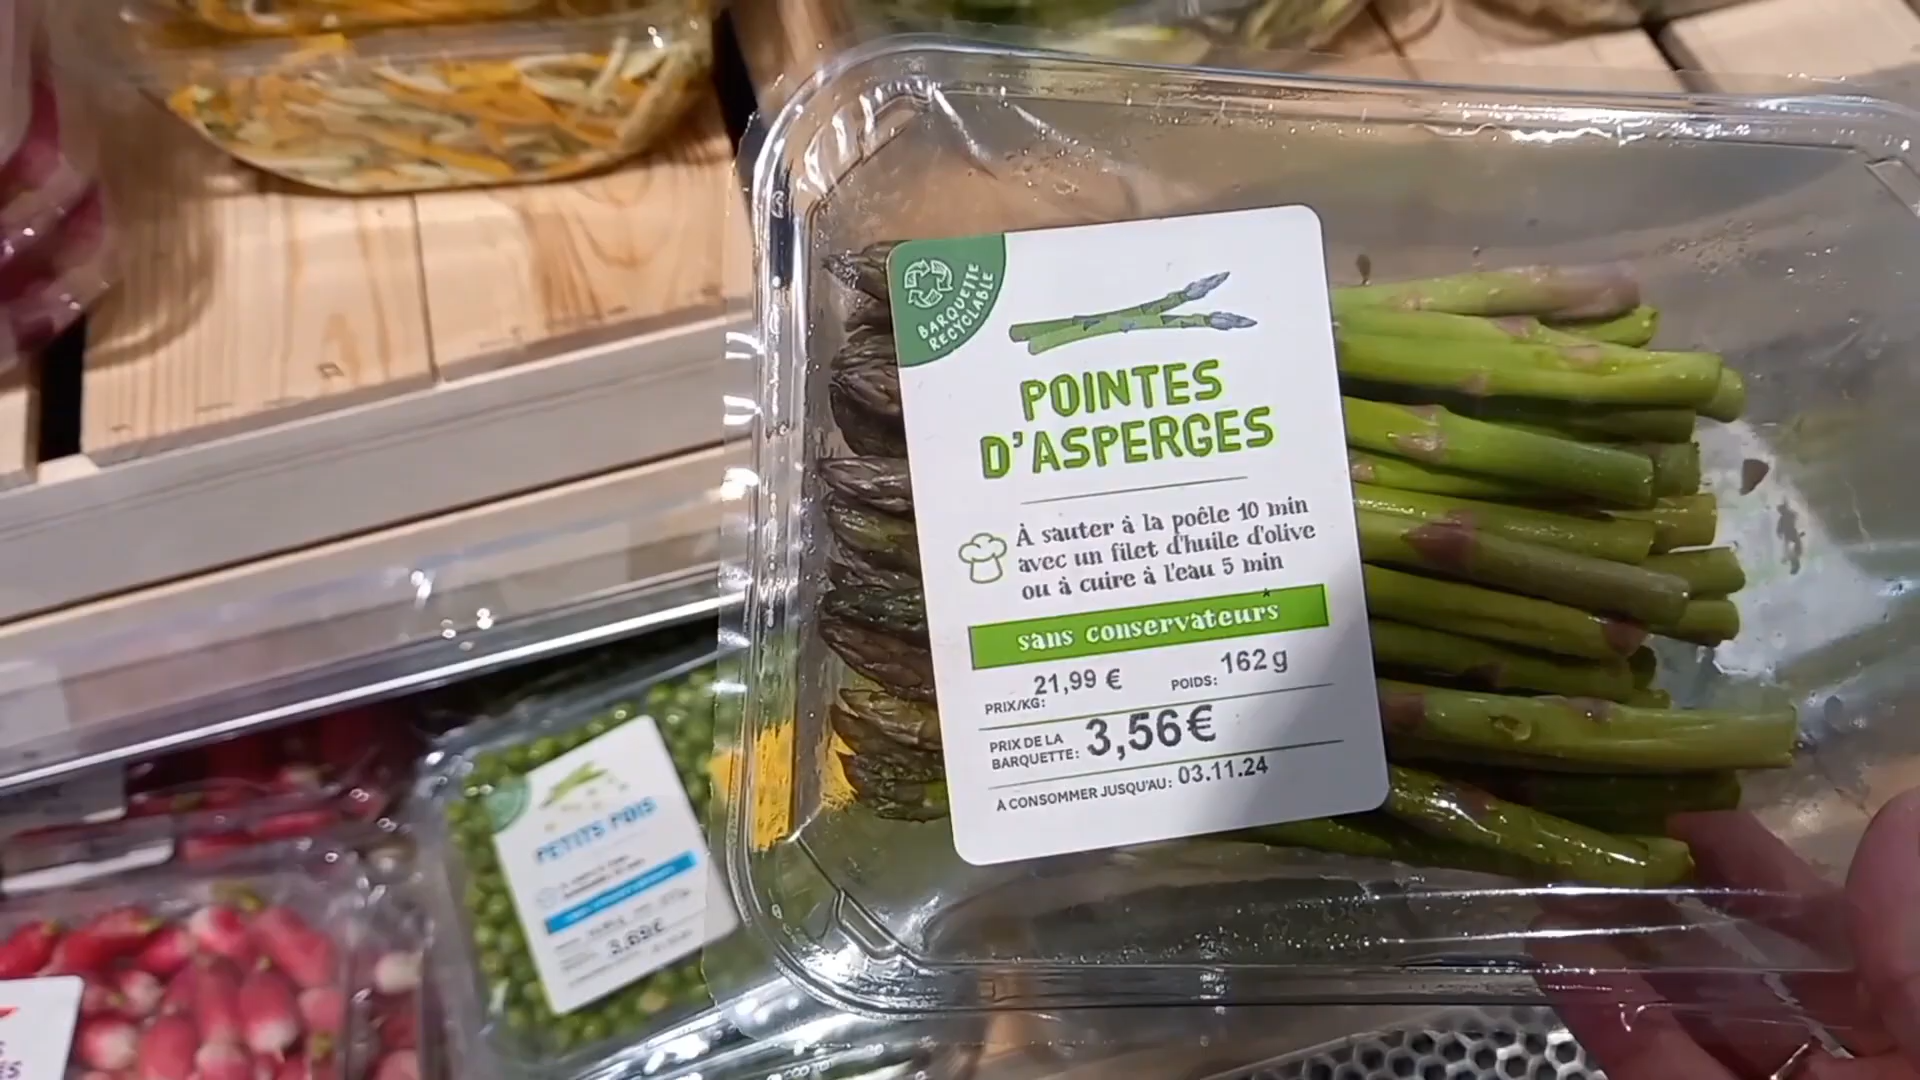 BARQUETTE
RECYCLABLE
POINTES
D'ASPERGES
À sauter à la poêle 10 min
avec un filet d'huile d'olive
ou à cuire à l'eau 5 min
sans conservateurs*
PRIX/KG: 21,99 € POIDS: 162 g
PRIX DE LA
BARQUETTE: 3,56€
À CONSOMMER JUSQU'AU: 03.11.24
PETITS POIS